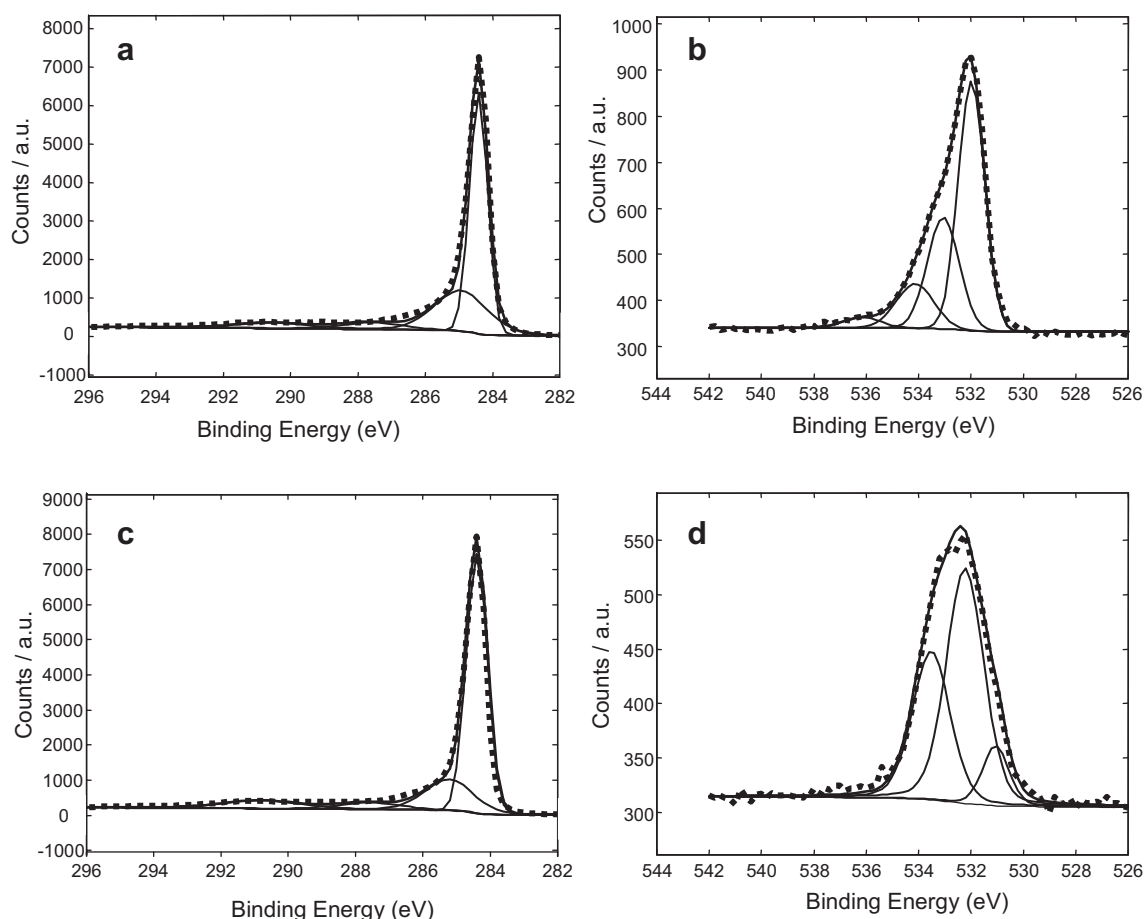 a
8000
7000
6000
5000
4000
3000
2000
1000
0
-1000
Counts / a.u.
296 294 292 290 288 286 284 282
Binding Energy (eV)
b
1000
900
800
700
600
500
400
300
Counts / a.u.
544 542 540 538 536 534 532 530 528 526
Binding Energy (eV)
c
9000
8000
7000
6000
5000
4000
3000
2000
1000
0
-1000
Counts / a.u.
296 294 292 290 288 286 284 282
Binding Energy (eV)
d
550
500
450
400
350
300
Counts / a.u.
544 542 540 538 536 534 532 530 528 526
Binding Energy (eV)